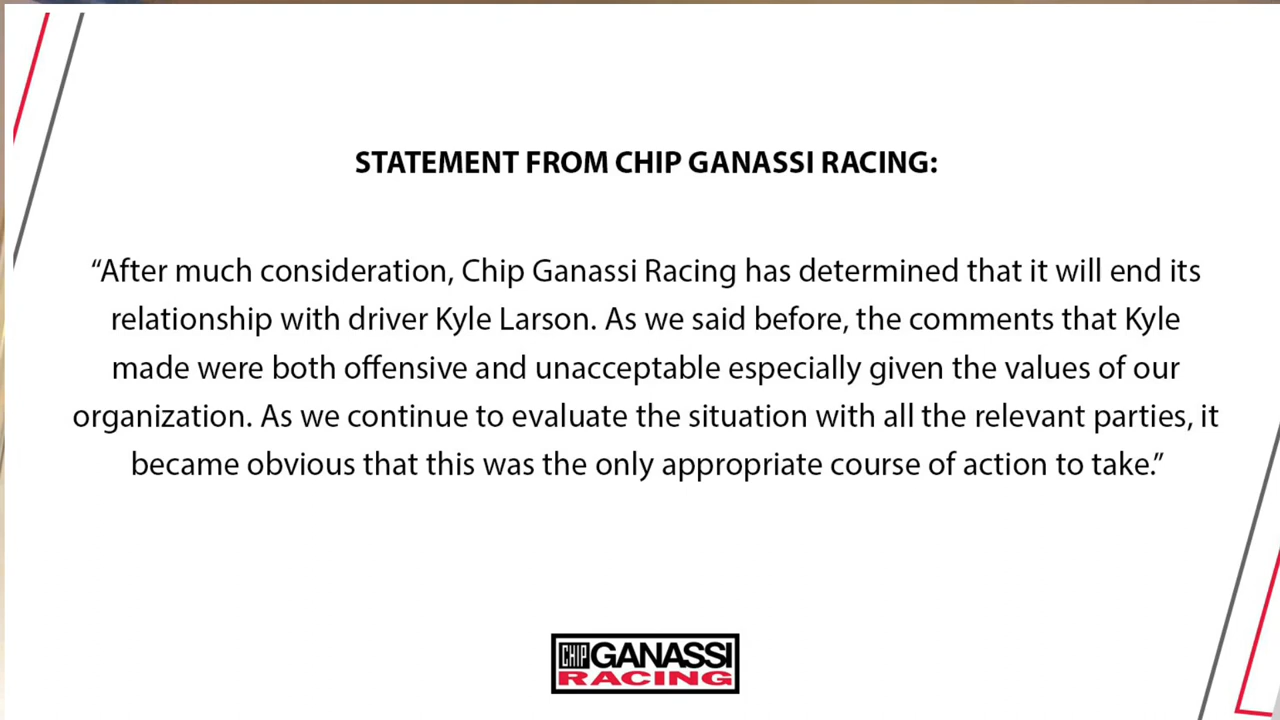 STATEMENT FROM CHIP GANASSI RACING:
“After much consideration, Chip Ganassi Racing has determined that it will end its
relationship with driver Kyle Larson. As we said before, the comments that Kyle
made were both offensive and unacceptable especially given the values of our
organization. As we continue to evaluate the situation with all the relevant parties, it
became obvious that this was the only appropriate course of action to take.”
CHIP GANASSI
RACING